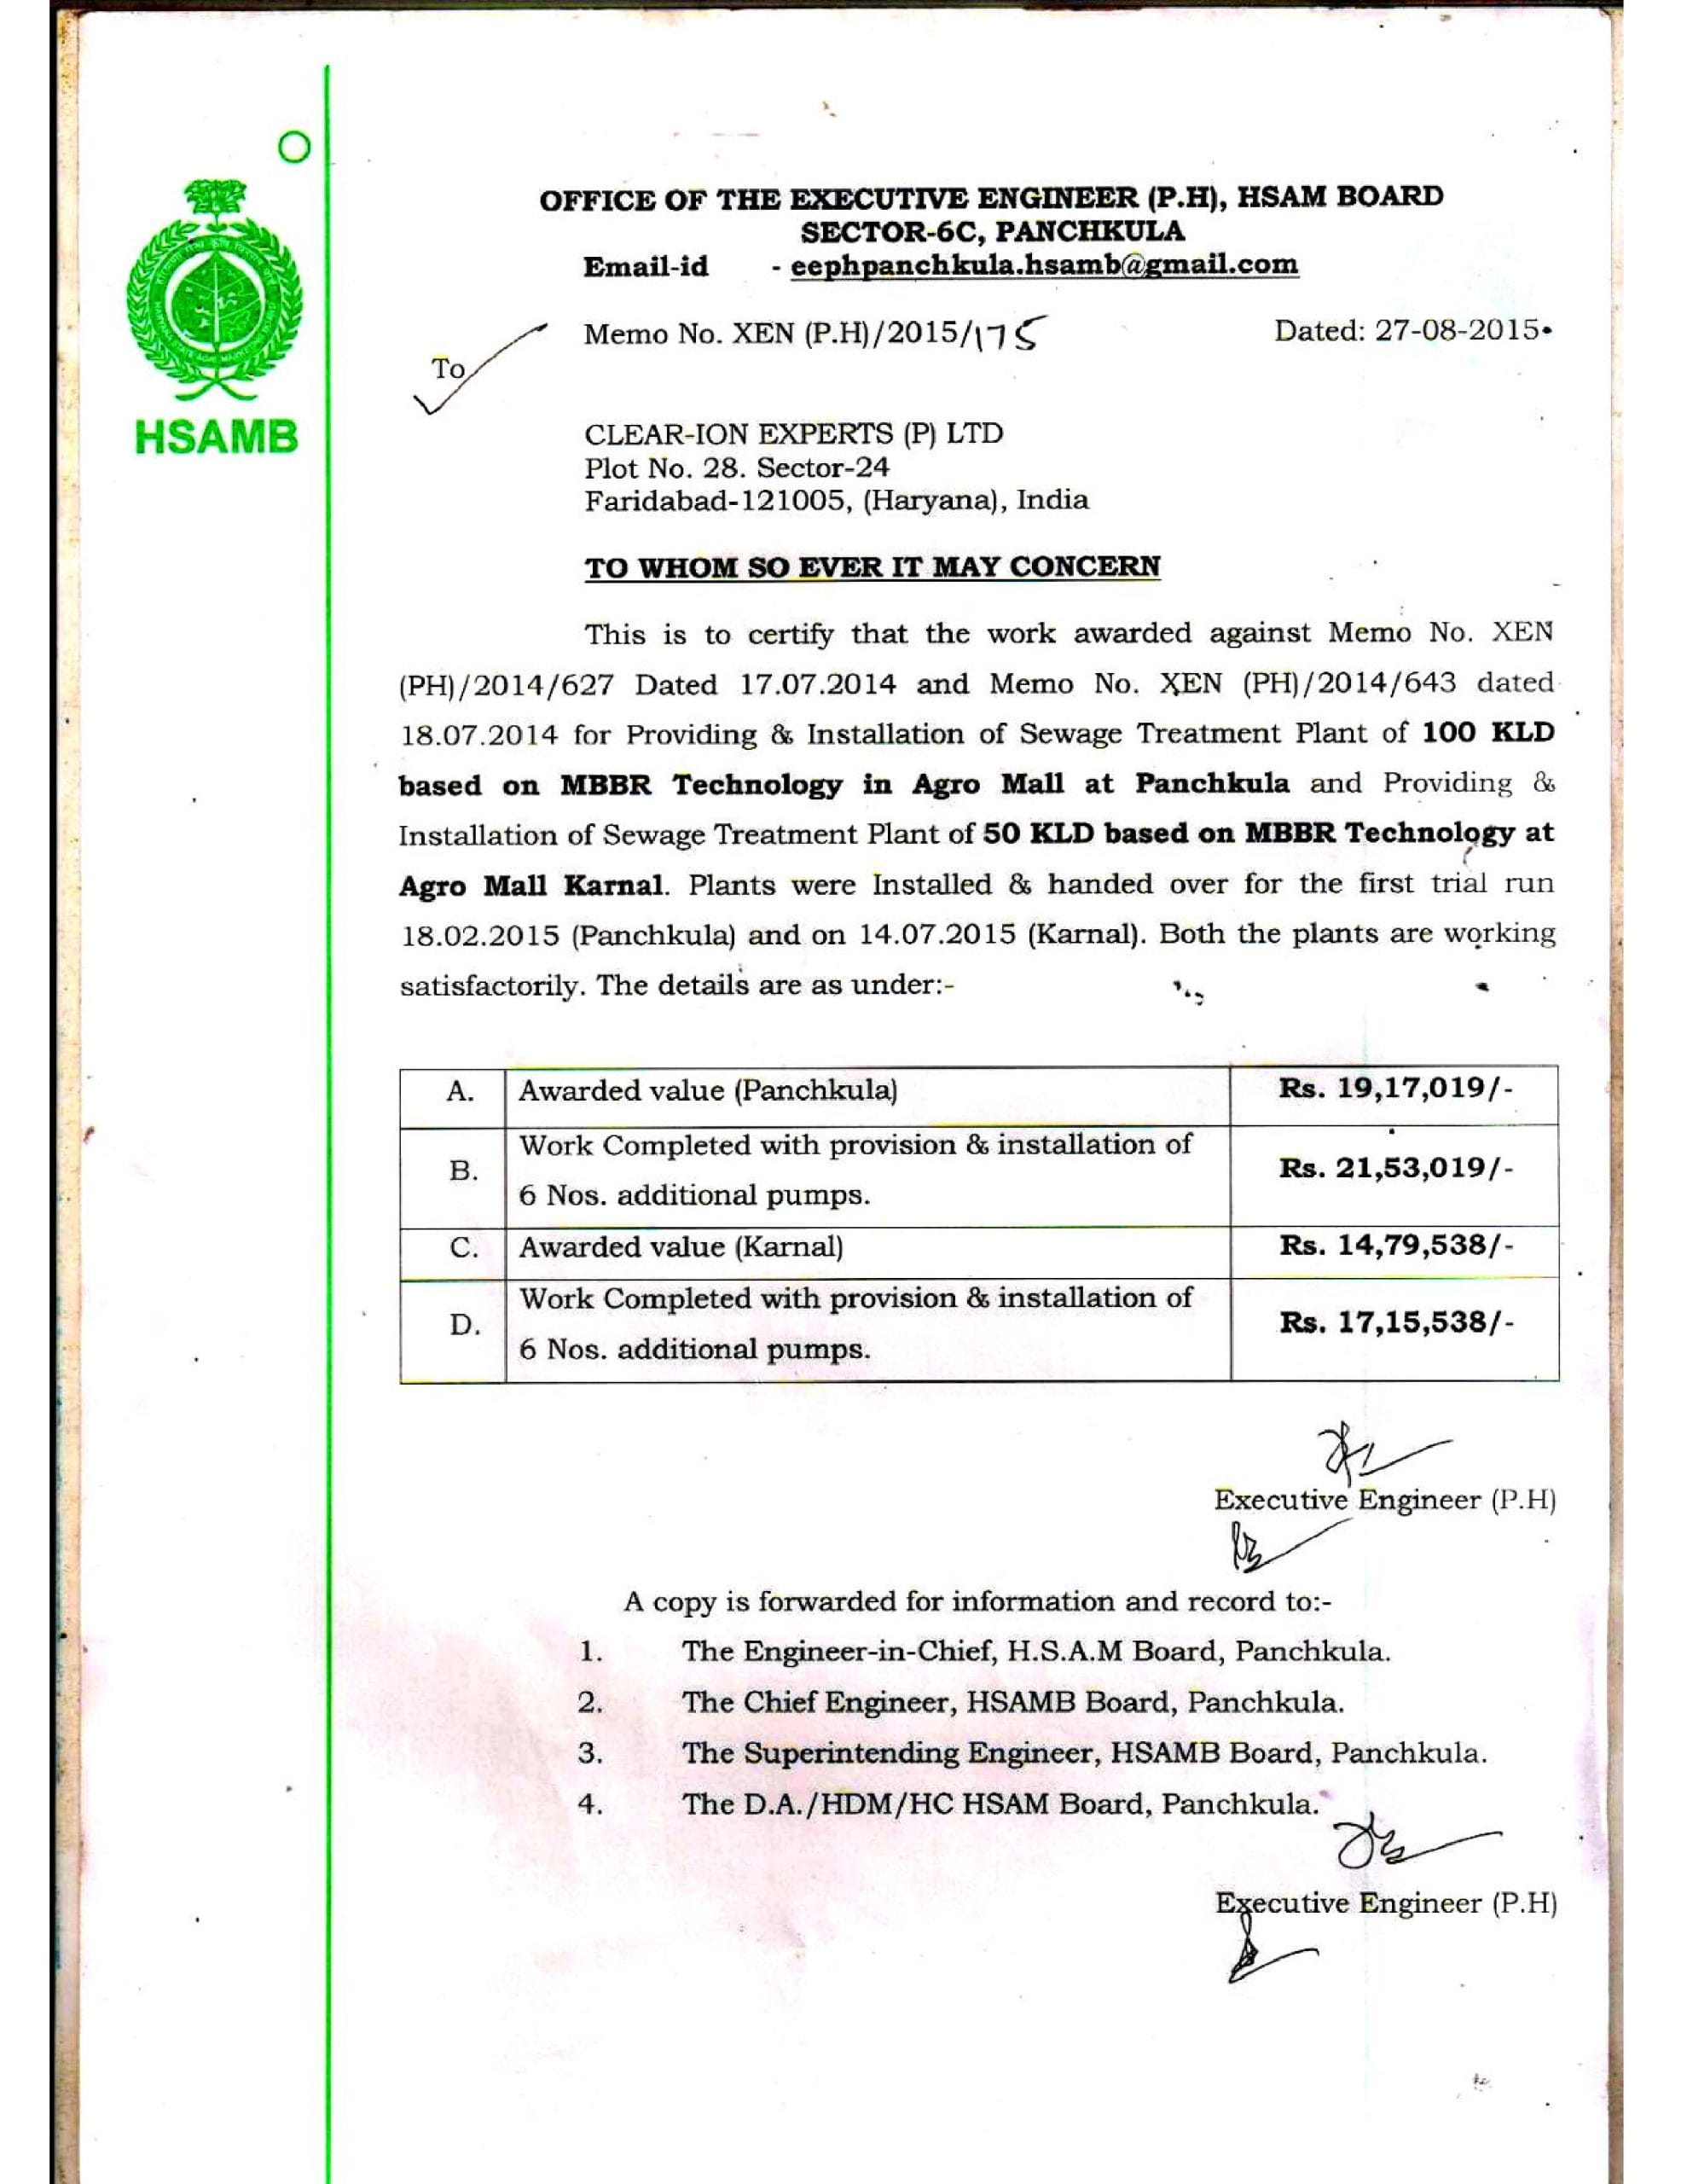 OFFICE OF THE EXECUTIVE ENGINEER (P.H), HSAM BOARD
SECTOR-6C, PANCHKULA
Email-id - eephpanchkula.hsamb@gmail.com
Memo No. XEN (P.H)/2015/175 Dated: 27-08-2015
To
HSAMB
CLEAR-ION EXPERTS (P) LTD
Plot No. 28. Sector-24
Faridabad-121005, (Haryana), India
TO WHOM SO EVER IT MAY CONCERN
This is to certify that the work awarded against Memo No. XEN
(PH)/2014/627 Dated 17.07.2014 and Memo No. XEN (PH)/2014/643 dated
18.07.2014 for Providing & Installation of Sewage Treatment Plant of 100 KLD
based on MBBR Technology in Agro Mall at Panchkula and Providing &
Installation of Sewage Treatment Plant of 50 KLD based on MBBR Technology at
Agro Mall Karnal. Plants were Installed & handed over for the first trial run
18.02.2015 (Panchkula) and on 14.07.2015 (Karnal). Both the plants are working
satisfactorily. The details are as under:-
A. Awarded value (Panchkula) Rs. 19,17,019/-
B. Work Completed with provision & installation of
6 Nos. additional pumps. Rs. 21,53,019/-
C. Awarded value (Karnal) Rs. 14,79,538/-
D. Work Completed with provision & installation of
6 Nos. additional pumps. Rs. 17,15,538/-
Executive Engineer (P.H)
A copy is forwarded for information and record to:-
1. The Engineer-in-Chief, H.S.A.M Board, Panchkula.
2. The Chief Engineer, HSAMB Board, Panchkula.
3. The Superintending Engineer, HSAMB Board, Panchkula.
4. The D.A./HDM/HC HSAM Board, Panchkula.
Executive Engineer (P.H)